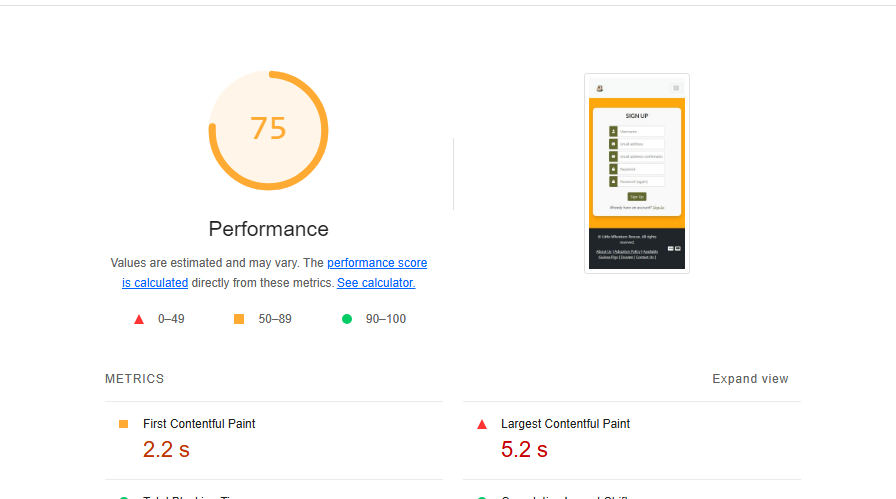 75
Performance
Values are estimated and may vary. The performance score
is calculated directly from these metrics. See calculator.
0–49
50–89
90–100
SIGN UP
Username
Email address
Email address confirmation
Password
Password (again)
Sign Up
Already have an account? Sign in
METRICS
Expand view
First Contentful Paint
2.2 s
Largest Contentful Paint
5.2 s